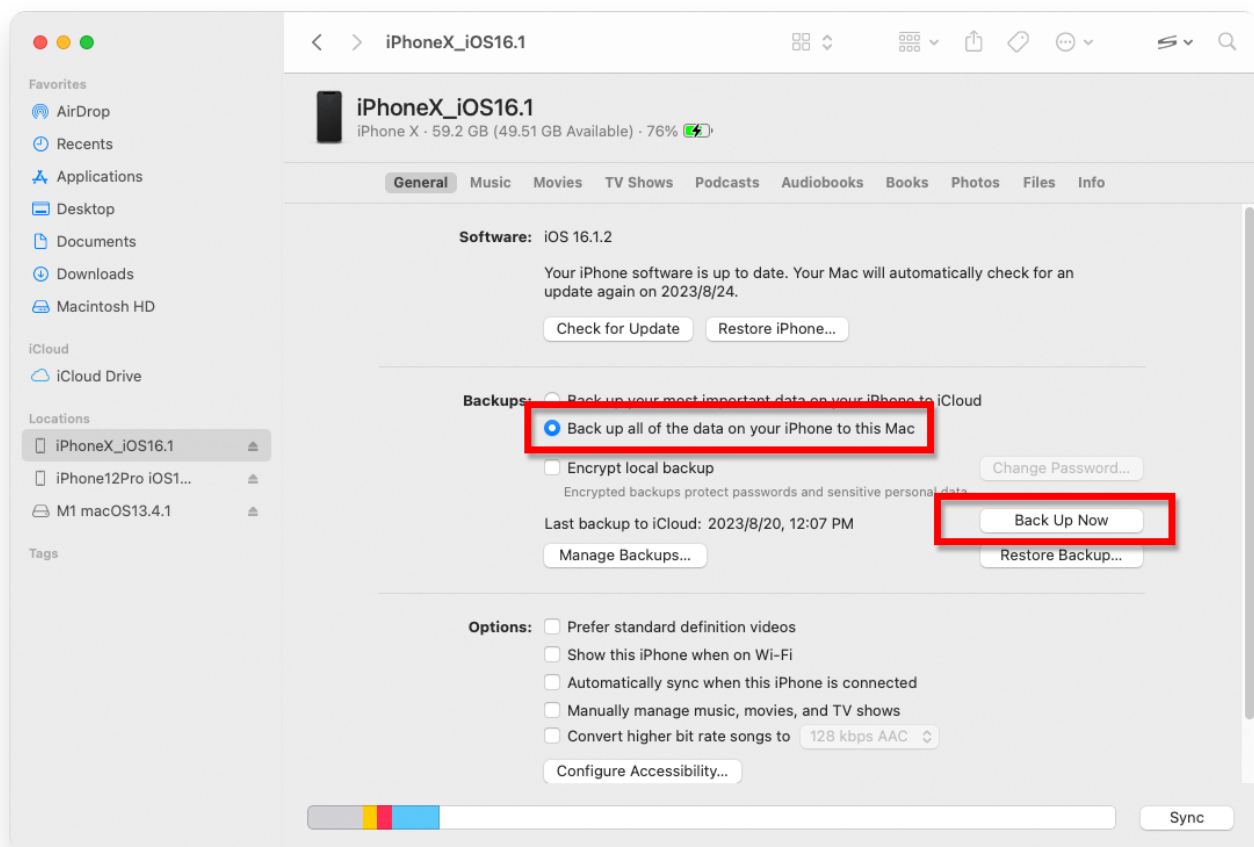 iPhoneX_iOS16.1
Favorites
AirDrop
Recents
Applications
Desktop
Documents
Downloads
Macintosh HD
iCloud
iCloud Drive
Locations
iPhoneX_iOS16.1
iPhone12Pro iOS1...
M1 macOS13.4.1
Tags
iPhoneX_iOS16.1
iPhone X · 59.2 GB (49.51 GB Available) · 76%
General Music Movies TV Shows Podcasts Audiobooks Books Photos Files Info
Software: iOS 16.1.2
Your iPhone software is up to date. Your Mac will automatically check for an
update again on 2023/8/24.
Check for Update Restore iPhone...
Backups: Back up your most important data on your iPhone to iCloud
Back up all of the data on your iPhone to this Mac
Encrypt local backup Change Password...
Encrypted backups protect passwords and sensitive personal data.
Last backup to iCloud: 2023/8/20, 12:07 PM Back Up Now
Manage Backups... Restore Backup...
Options: Prefer standard definition videos
Show this iPhone when on Wi-Fi
Automatically sync when this iPhone is connected
Manually manage music, movies, and TV shows
Convert higher bit rate songs to 128 kbps AAC
Configure Accessibility...
Sync